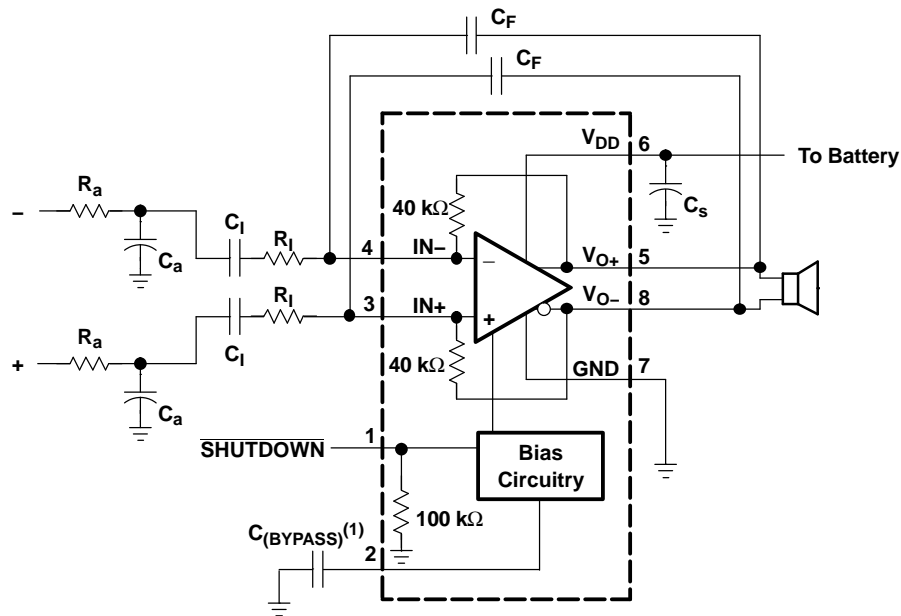 C_F
C_F
V_DD 6
To Battery
R_a
40 kΩ
C_s
–
C_I
R_I
4 IN–
–
V_O+ 5
C_a
R_I
3 IN+
+
V_O– 8
R_a
C_I
+
40 kΩ
GND 7
C_a
1
SHUTDOWN
Bias
Circuitry
100 kΩ
C_(BYPASS)^(1) 2